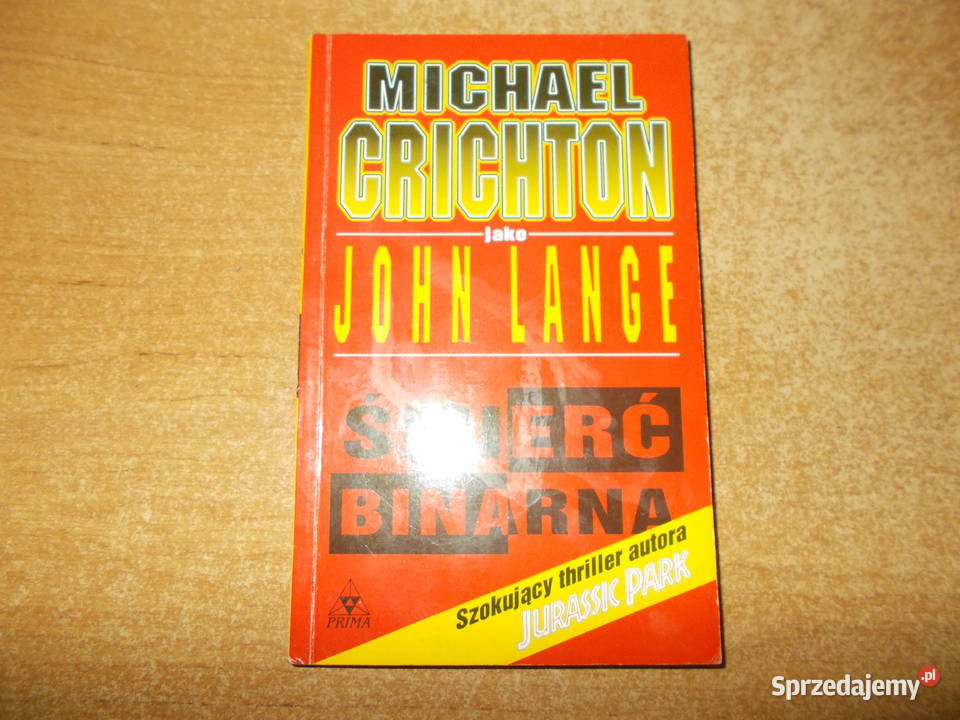 MICHAEL
CRICHTON
jako
JOHN LANGE
ŚMIERĆ
BINARNA
Szokujący thriller autora
JURASSIC PARK
PRIMA
Sprzedajemy.pl